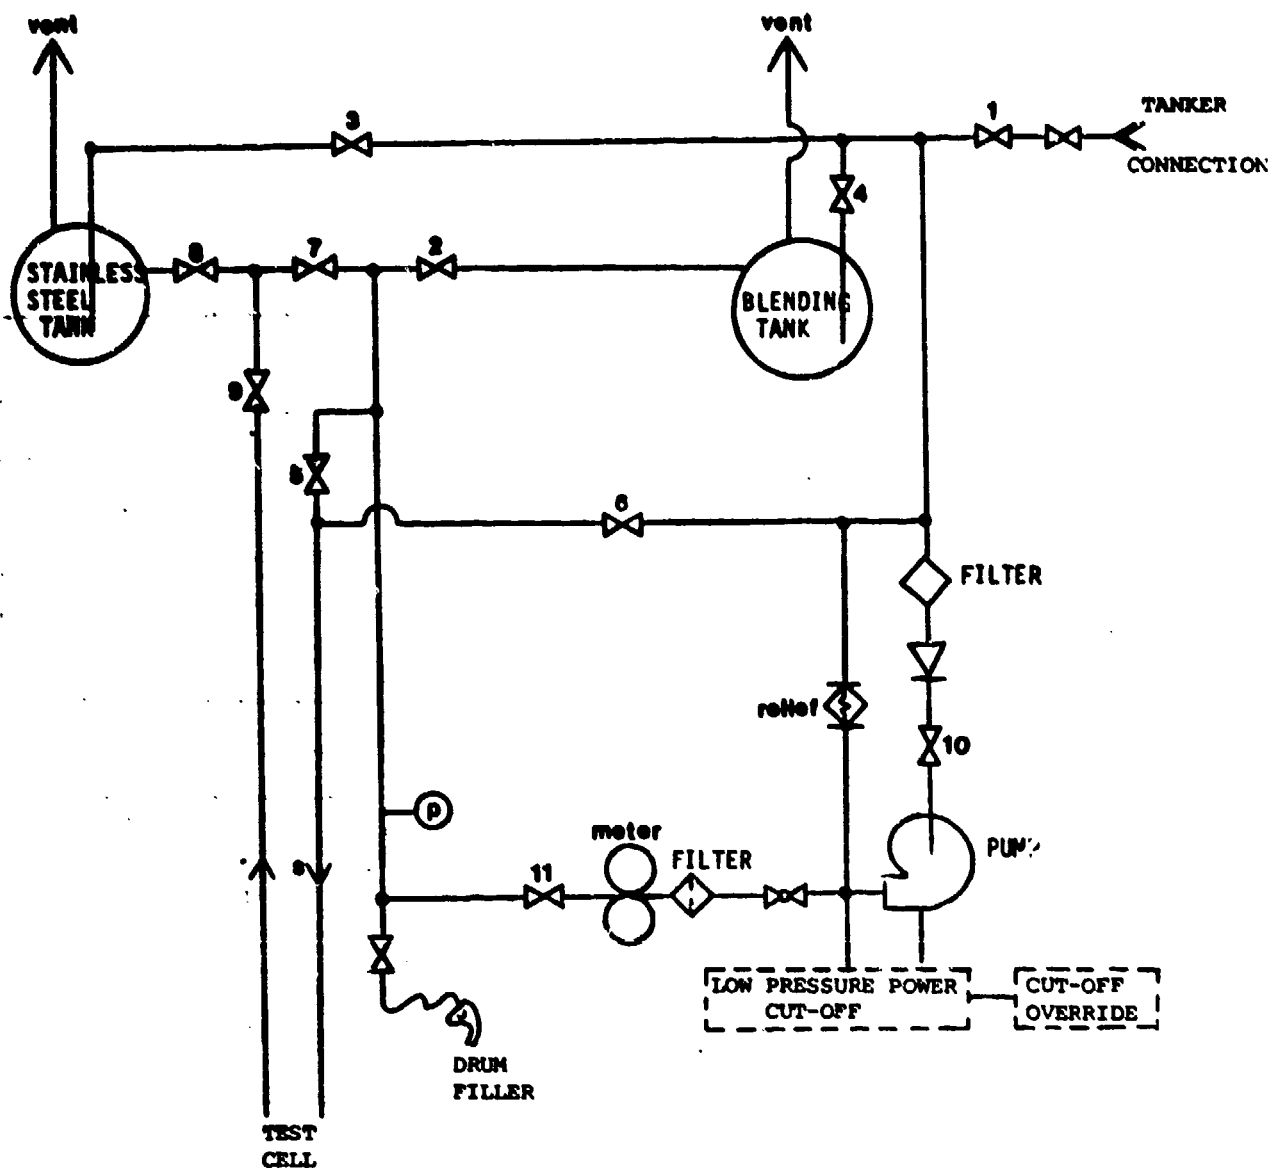 vent
vent
3
1
TANKER
CONNECTION
4
8
7
2
STAINLESS
STEEL
TANK
BLENDING
TANK
9
5
6
FILTER
relief
10
P
meter
FILTER
PUMP
11
s
LOW PRESSURE POWER
CUT-OFF
CUT-OFF
OVERRIDE
DRUM
FILLER
TEST
CELL